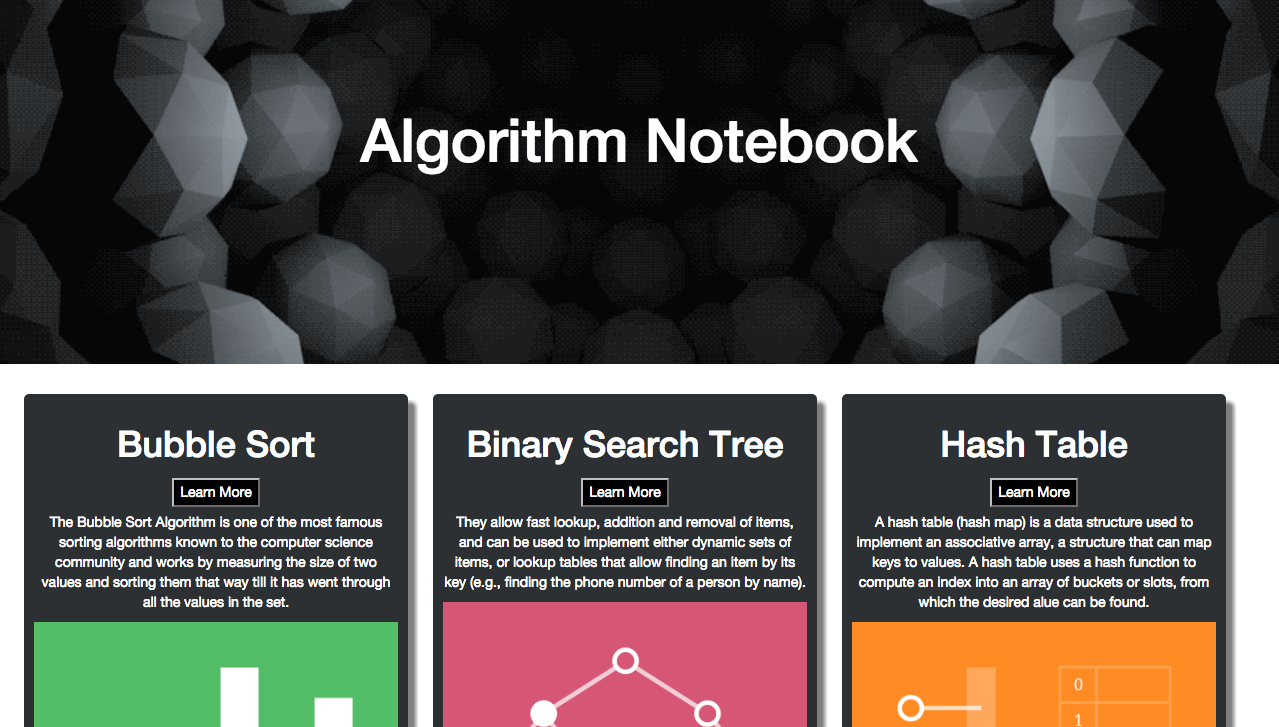 Algorithm Notebook
Bubble Sort
Learn More
The Bubble Sort Algorithm is one of the most famous
sorting algorithms known to the computer science
community and works by measuring the size of two
values and sorting them that way till it has went through
all the values in the set.
Binary Search Tree
Learn More
They allow fast lookup, addition and removal of items,
and can be used to implement either dynamic sets of
items, or lookup tables that allow finding an item by its
key (e.g., finding the phone number of a person by name).
Hash Table
Learn More
A hash table (hash map) is a data structure used to
implement an associative array, a structure that can map
keys to values. A hash table uses a hash function to
compute an index into an array of buckets or slots, from
which the desired alue can be found.
0
1